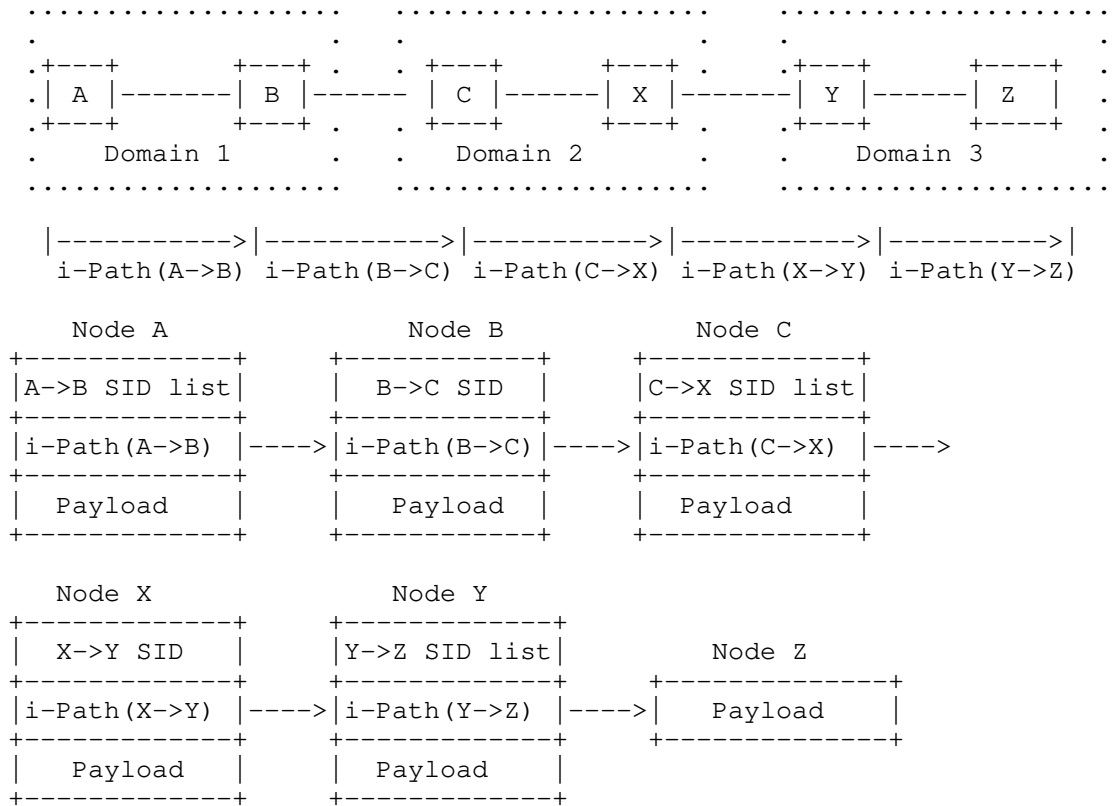 A B C X Y Z
Domain 1 Domain 2 Domain 3
i-Path(A->B) i-Path(B->C) i-Path(C->X) i-Path(X->Y) i-Path(Y->Z)
Node A Node B Node C
A->B SID list B->C SID C->X SID list
i-Path(A->B) i-Path(B->C) i-Path(C->X)
Payload Payload Payload
Node X Node Y
X->Y SID Y->Z SID list Node Z
i-Path(X->Y) i-Path(Y->Z) Payload
Payload Payload